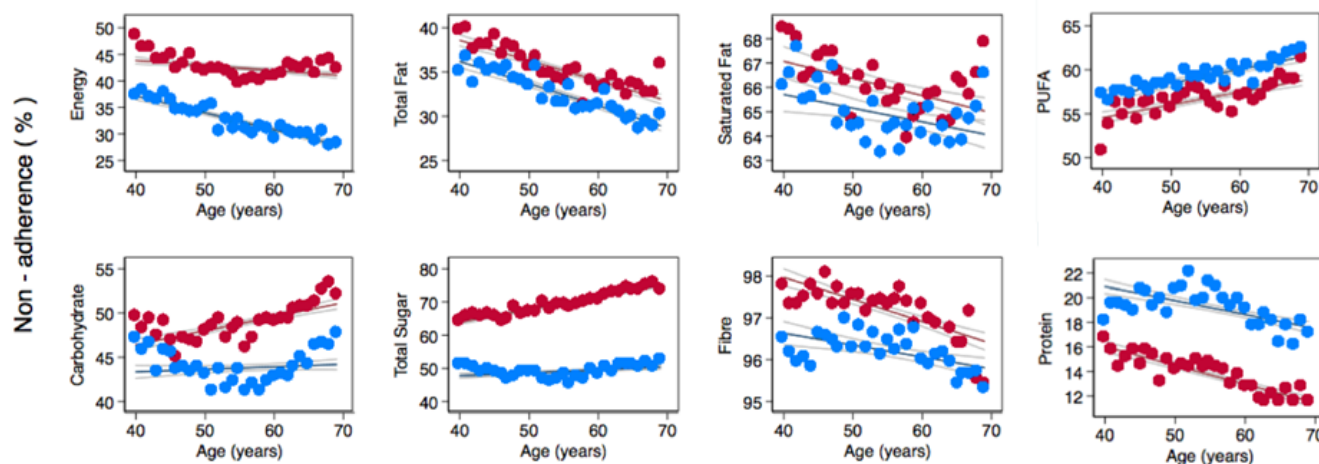 Non - adherence ( % )
Energy
50
45
40
35
30
25
40 50 60 70
Age (years)
Total Fat
40
35
30
25
40 50 60 70
Age (years)
Saturated Fat
68
67
66
65
64
63
40 50 60 70
Age (years)
PUFA
65
60
55
50
40 50 60 70
Age (years)
Carbohydrate
55
50
45
40
40 50 60 70
Age (years)
Total Sugar
80
70
60
50
40
40 50 60 70
Age (years)
Fibre
98
97
96
95
40 50 60 70
Age (years)
Protein
22
20
18
16
14
12
40 50 60 70
Age (years)